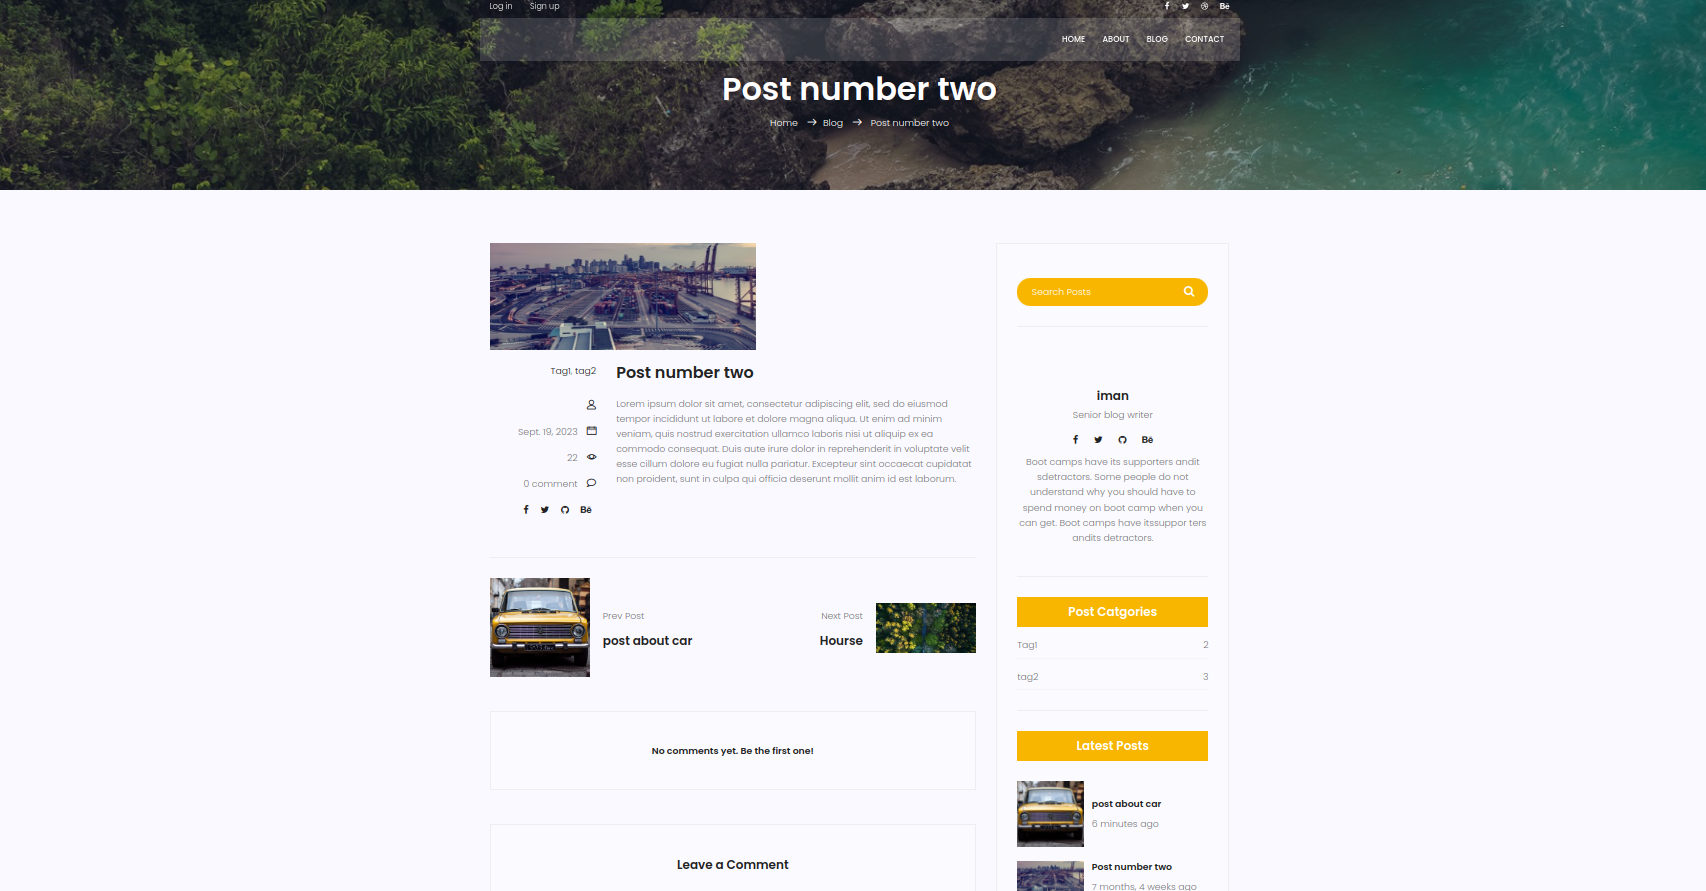 Log in Sign up
HOME ABOUT BLOG CONTACT
Post number two
Home → Blog → Post number two
Tag1, tag2
Sept. 19, 2023
22
0 comment
Bē
Post number two
Lorem ipsum dolor sit amet, consectetur adipiscing elit, sed do eiusmod
tempor incididunt ut labore et dolore magna aliqua. Ut enim ad minim
veniam, quis nostrud exercitation ullamco laboris nisi ut aliquip ex ea
commodo consequat. Duis aute irure dolor in reprehenderit in voluptate velit
esse cillum dolore eu fugiat nulla pariatur. Excepteur sint occaecat cupidatat
non proident, sunt in culpa qui officia deserunt mollit anim id est laborum.
Prev Post
post about car
Next Post
Hourse
No comments yet. Be the first one!
Leave a Comment
Search Posts
iman
Senior blog writer
Bē
Boot camps have its supporters andit
sdetractors. Some people do not
understand why you should have to
spend money on boot camp when you
can get. Boot camps have itssuppor ters
andits detractors.
Post Catgories
Tag1 2
tag2 3
Latest Posts
post about car
6 minutes ago
Post number two
7 months, 4 weeks ago